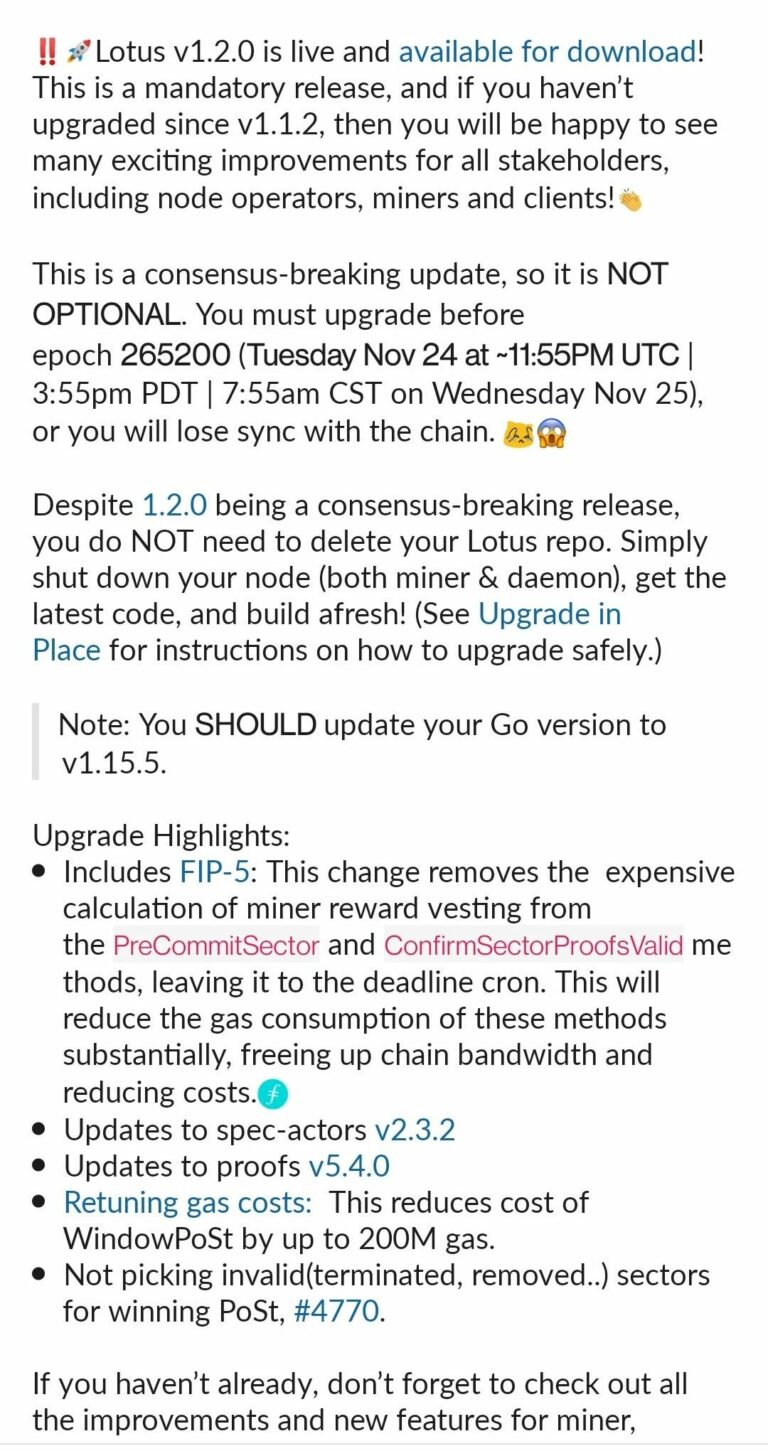 ‼️🚀Lotus v1.2.0 is live and available for download!
This is a mandatory release, and if you haven’t
upgraded since v1.1.2, then you will be happy to see
many exciting improvements for all stakeholders,
including node operators, miners and clients!👏
This is a consensus-breaking update, so it is NOT
OPTIONAL. You must upgrade before
epoch 265200 (Tuesday Nov 24 at ~11:55PM UTC |
3:55pm PDT | 7:55am CST on Wednesday Nov 25),
or you will lose sync with the chain. 😿😱
Despite 1.2.0 being a consensus-breaking release,
you do NOT need to delete your Lotus repo. Simply
shut down your node (both miner & daemon), get the
latest code, and build afresh! (See Upgrade in
Place for instructions on how to upgrade safely.)
Note: You SHOULD update your Go version to
v1.15.5.
Upgrade Highlights:
• Includes FIP-5: This change removes the  expensive
calculation of miner reward vesting from
the PreCommitSector and ConfirmSectorProofsValid me
thods, leaving it to the deadline cron. This will
reduce the gas consumption of these methods
substantially, freeing up chain bandwidth and
reducing costs.
• Updates to spec-actors v2.3.2
• Updates to proofs v5.4.0
• Retuning gas costs:  This reduces cost of
WindowPoSt by up to 200M gas.
• Not picking invalid(terminated, removed..) sectors
for winning PoSt, #4770.
If you haven’t already, don’t forget to check out all
the improvements and new features for miner,